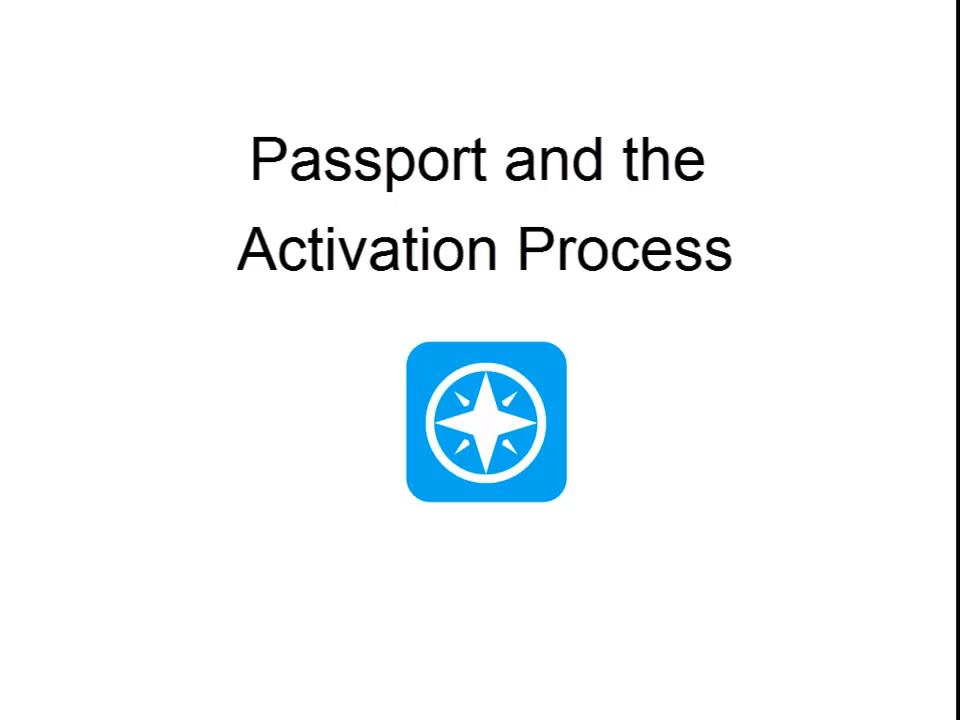 Passport and the
Activation Process